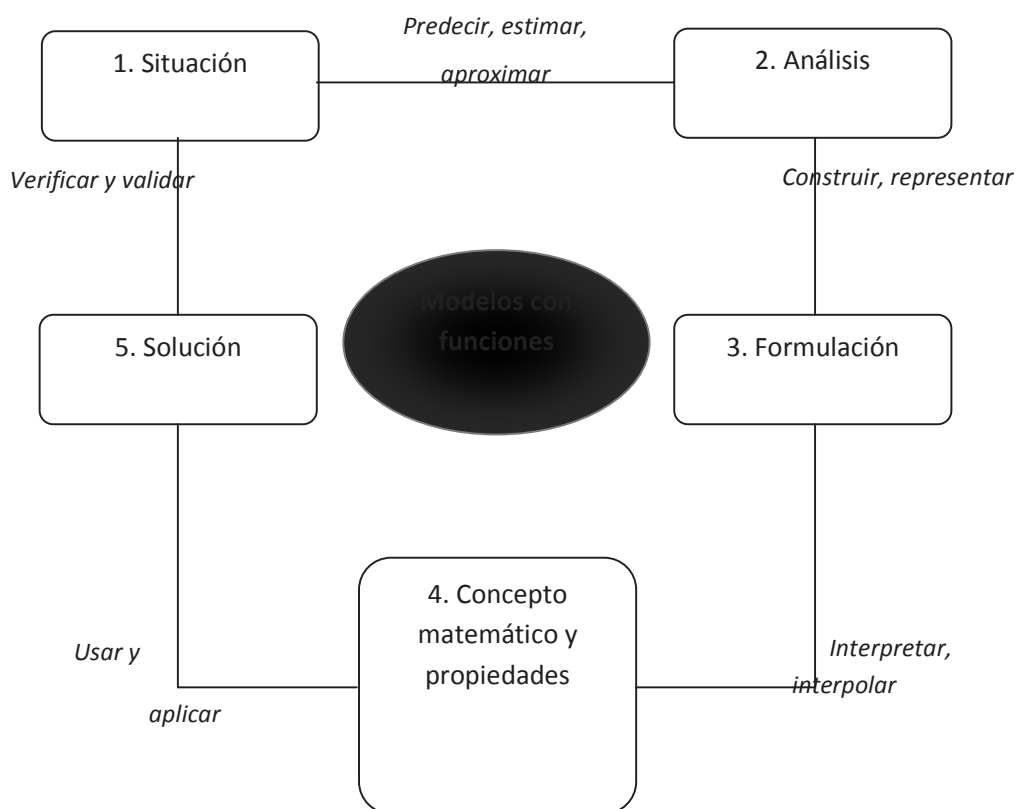 Predecir, estimar,
aproximar
1. Situación
2. Análisis
Verificar y validar
Construir, representar
Modelos con
funciones
5. Solución
3. Formulación
4. Concepto
matemático y
propiedades
Usar y
aplicar
Interpretar,
interpolar